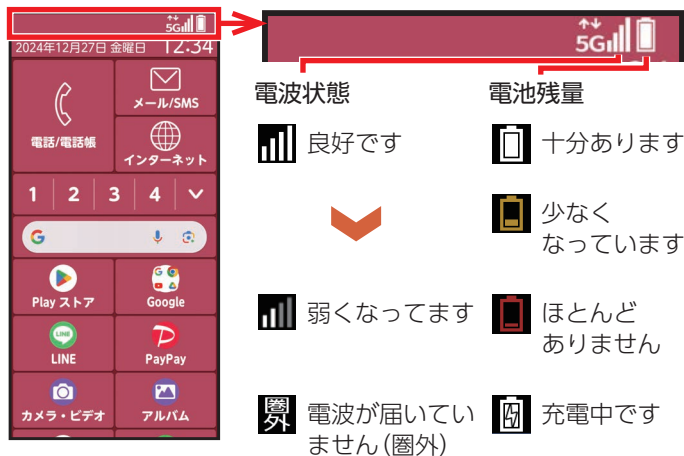 5G
2024年12月27日 金曜日 12:34
電話/電話帳
メール/SMS
インターネット
1 2 3 4
G
Play ストア
Google
LINE
LINE
PayPay
カメラ・ビデオ
アルバム
5G
電波状態
電池残量
良好です
十分あります
少なく
なっています
弱くなってます
ほとんど
ありません
圏外
電波が届いてい
ません(圏外)
充電中です